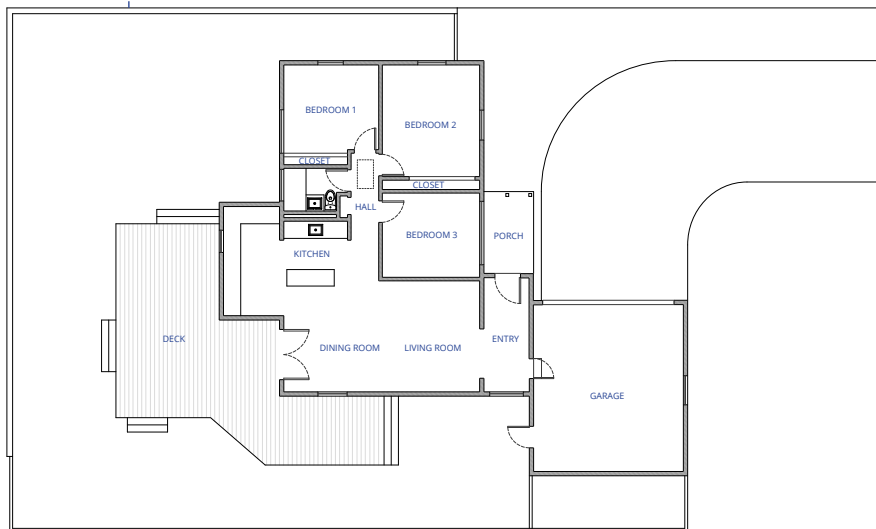 BEDROOM 1
BEDROOM 2
CLOSET
CLOSET
HALL
BEDROOM 3
PORCH
KITCHEN
DECK
DINING ROOM
LIVING ROOM
ENTRY
GARAGE